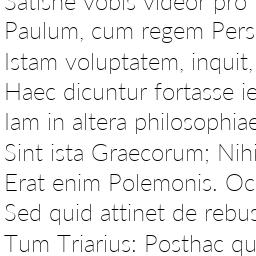 Satisne vobis videor pro
Paulum, cum regem Pers
Istam voluptatem, inquit,
Haec dicuntur fortasse ie
Iam in altera philosophiae
Sint ista Graecorum; Nihi
Erat enim Polemonis. Oc
Sed quid attinet de rebus
Tum Triarius: Posthac qu